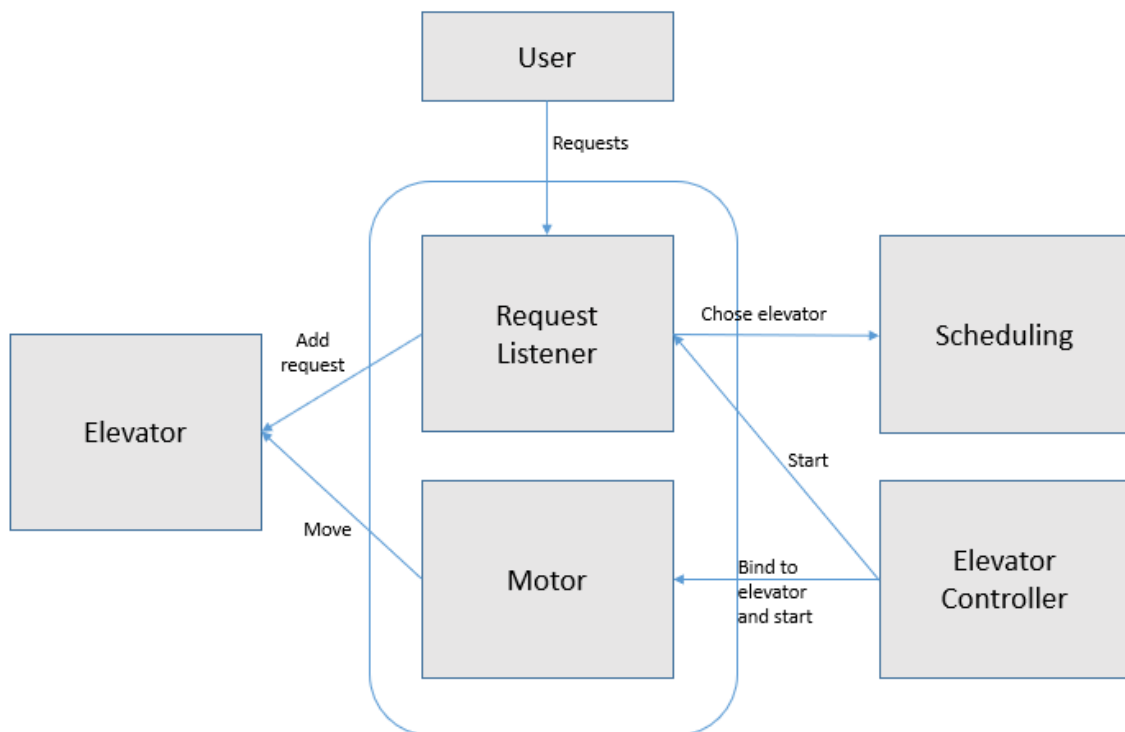 User
Requests
Request
Listener
Chose elevator
Scheduling
Add
request
Elevator
Start
Move
Motor
Bind to
elevator
and start
Elevator
Controller